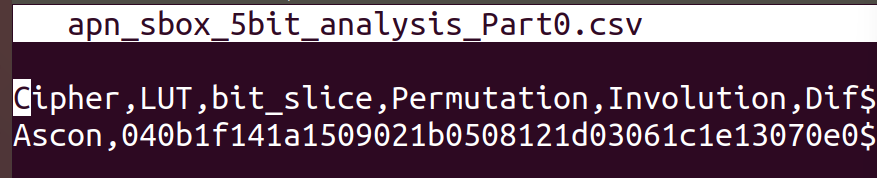 apn_sbox_5bit_analysis_Part0.csv
Cipher,LUT,bit_slice,Permutation,Involution,Dif$
Ascon,040b1f141a1509021b0508121d03061c1e13070e0$